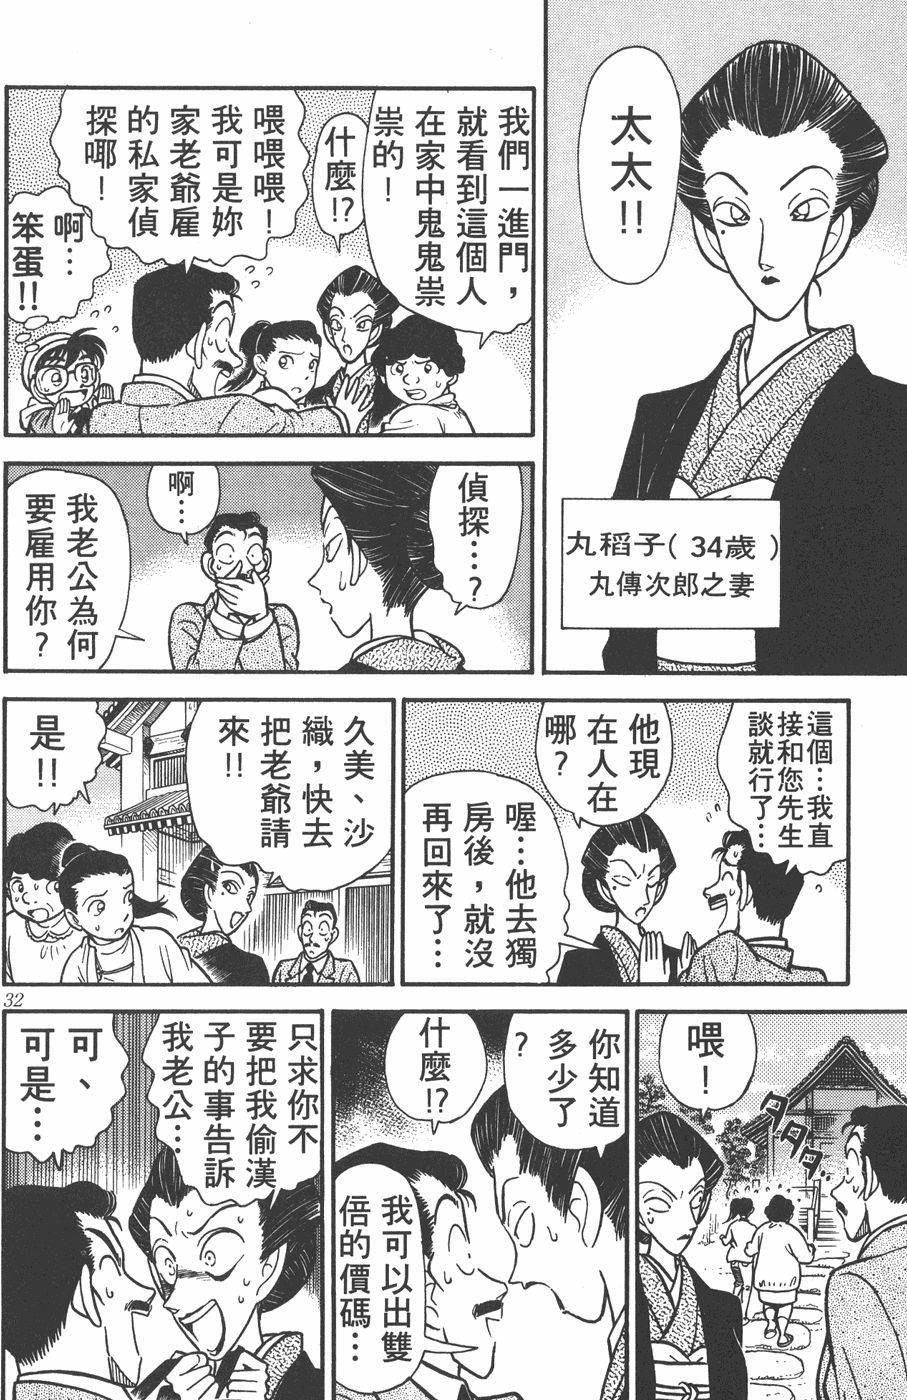 太
太!!
丸稻子(34歲)
丸傳次郎之妻
我們一進門，
就看到這個人
在家中鬼鬼祟
祟的!
什麼!?
喂喂喂!
我可是妳
家老爺雇
的私家偵
探耶!
啊…
笨蛋!!
偵
探
…?
啊…
我老公為何
要雇用你?
這個…我直
接和您先生
談就行了…
他現
在人在
哪?
喔…他去獨
房後，就沒
再回來了…
久美、沙
織，快去
把老爺請
來!!
是!!
32
喂!
タタタ
你知道
多少了
?
什麼!?
我可以出雙
倍的價碼…
只求你不
要把我偷漢
子的事告訴
我老公…
可、
可是…